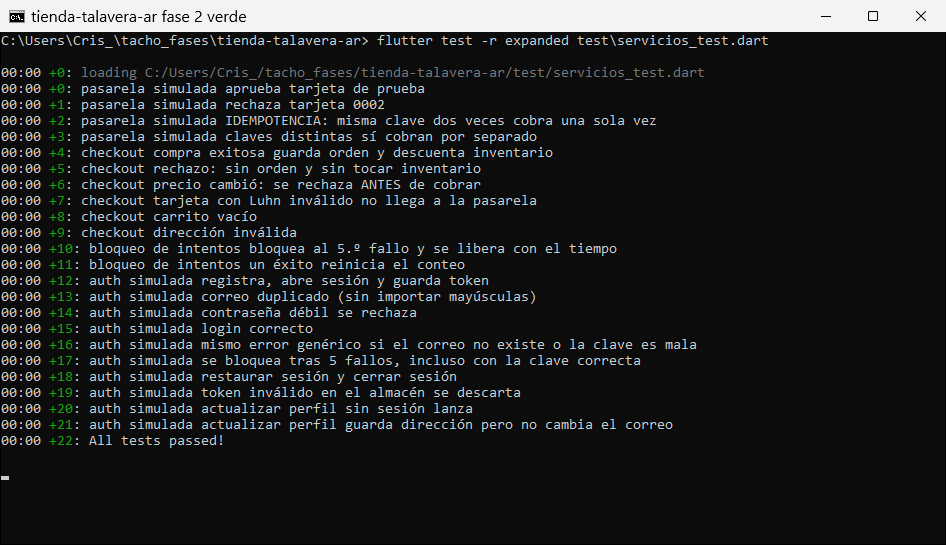 tienda-talavera-ar fase 2 verde
C:\Users\Cris_\tacho_fases\tienda-talavera-ar> flutter test -r expanded test\servicios_test.dart
00:00 +0: loading C:/Users/Cris_/tacho_fases/tienda-talavera-ar/test/servicios_test.dart
00:00 +0: pasarela simulada aprueba tarjeta de prueba
00:00 +1: pasarela simulada rechaza tarjeta 0002
00:00 +2: pasarela simulada IDEMPOTENCIA: misma clave dos veces cobra una sola vez
00:00 +3: pasarela simulada claves distintas sí cobran por separado
00:00 +4: checkout compra exitosa guarda orden y descuenta inventario
00:00 +5: checkout rechazo: sin orden y sin tocar inventario
00:00 +6: checkout precio cambió: se rechaza ANTES de cobrar
00:00 +7: checkout tarjeta con Luhn inválido no llega a la pasarela
00:00 +8: checkout carrito vacío
00:00 +9: checkout dirección inválida
00:00 +10: bloqueo de intentos bloquea al 5.º fallo y se libera con el tiempo
00:00 +11: bloqueo de intentos un éxito reinicia el conteo
00:00 +12: auth simulada registra, abre sesión y guarda token
00:00 +13: auth simulada correo duplicado (sin importar mayúsculas)
00:00 +14: auth simulada contraseña débil se rechaza
00:00 +15: auth simulada login correcto
00:00 +16: auth simulada mismo error genérico si el correo no existe o la clave es mala
00:00 +17: auth simulada se bloquea tras 5 fallos, incluso con la clave correcta
00:00 +18: auth simulada restaurar sesión y cerrar sesión
00:00 +19: auth simulada token inválido en el almacén se descarta
00:00 +20: auth simulada actualizar perfil sin sesión lanza
00:00 +21: auth simulada actualizar perfil guarda dirección pero no cambia el correo
00:00 +22: All tests passed!